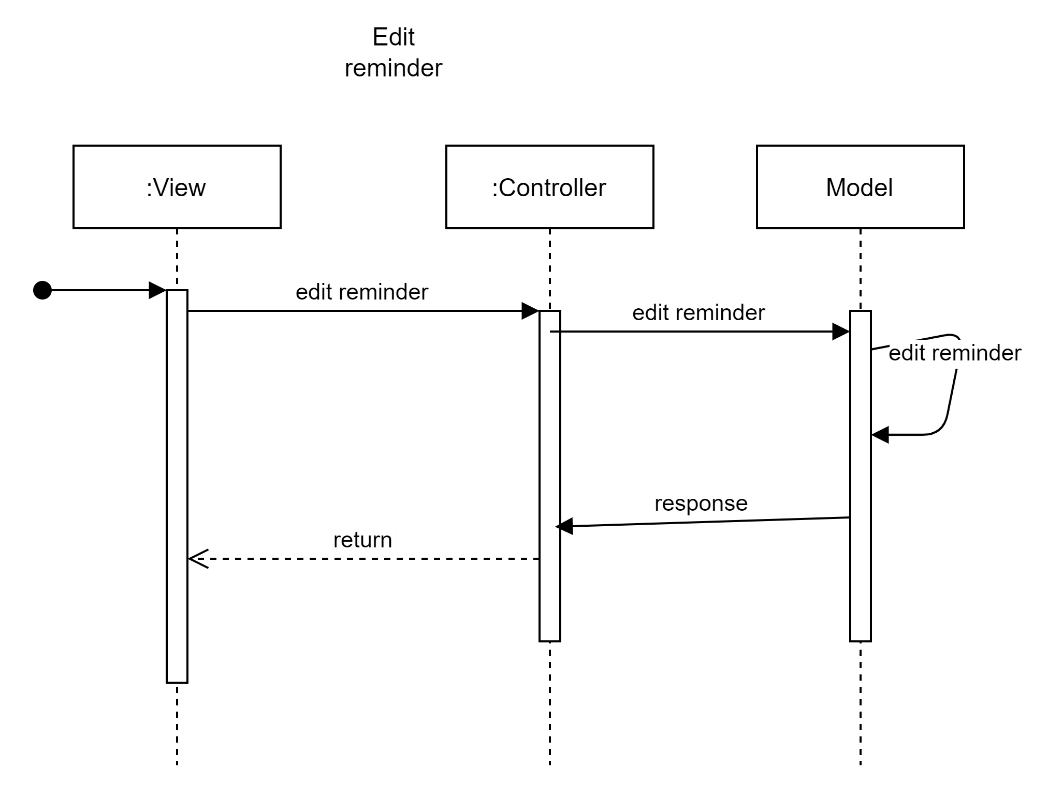 Edit
reminder
:View
:Controller
Model
edit reminder
edit reminder
edit reminder
response
return